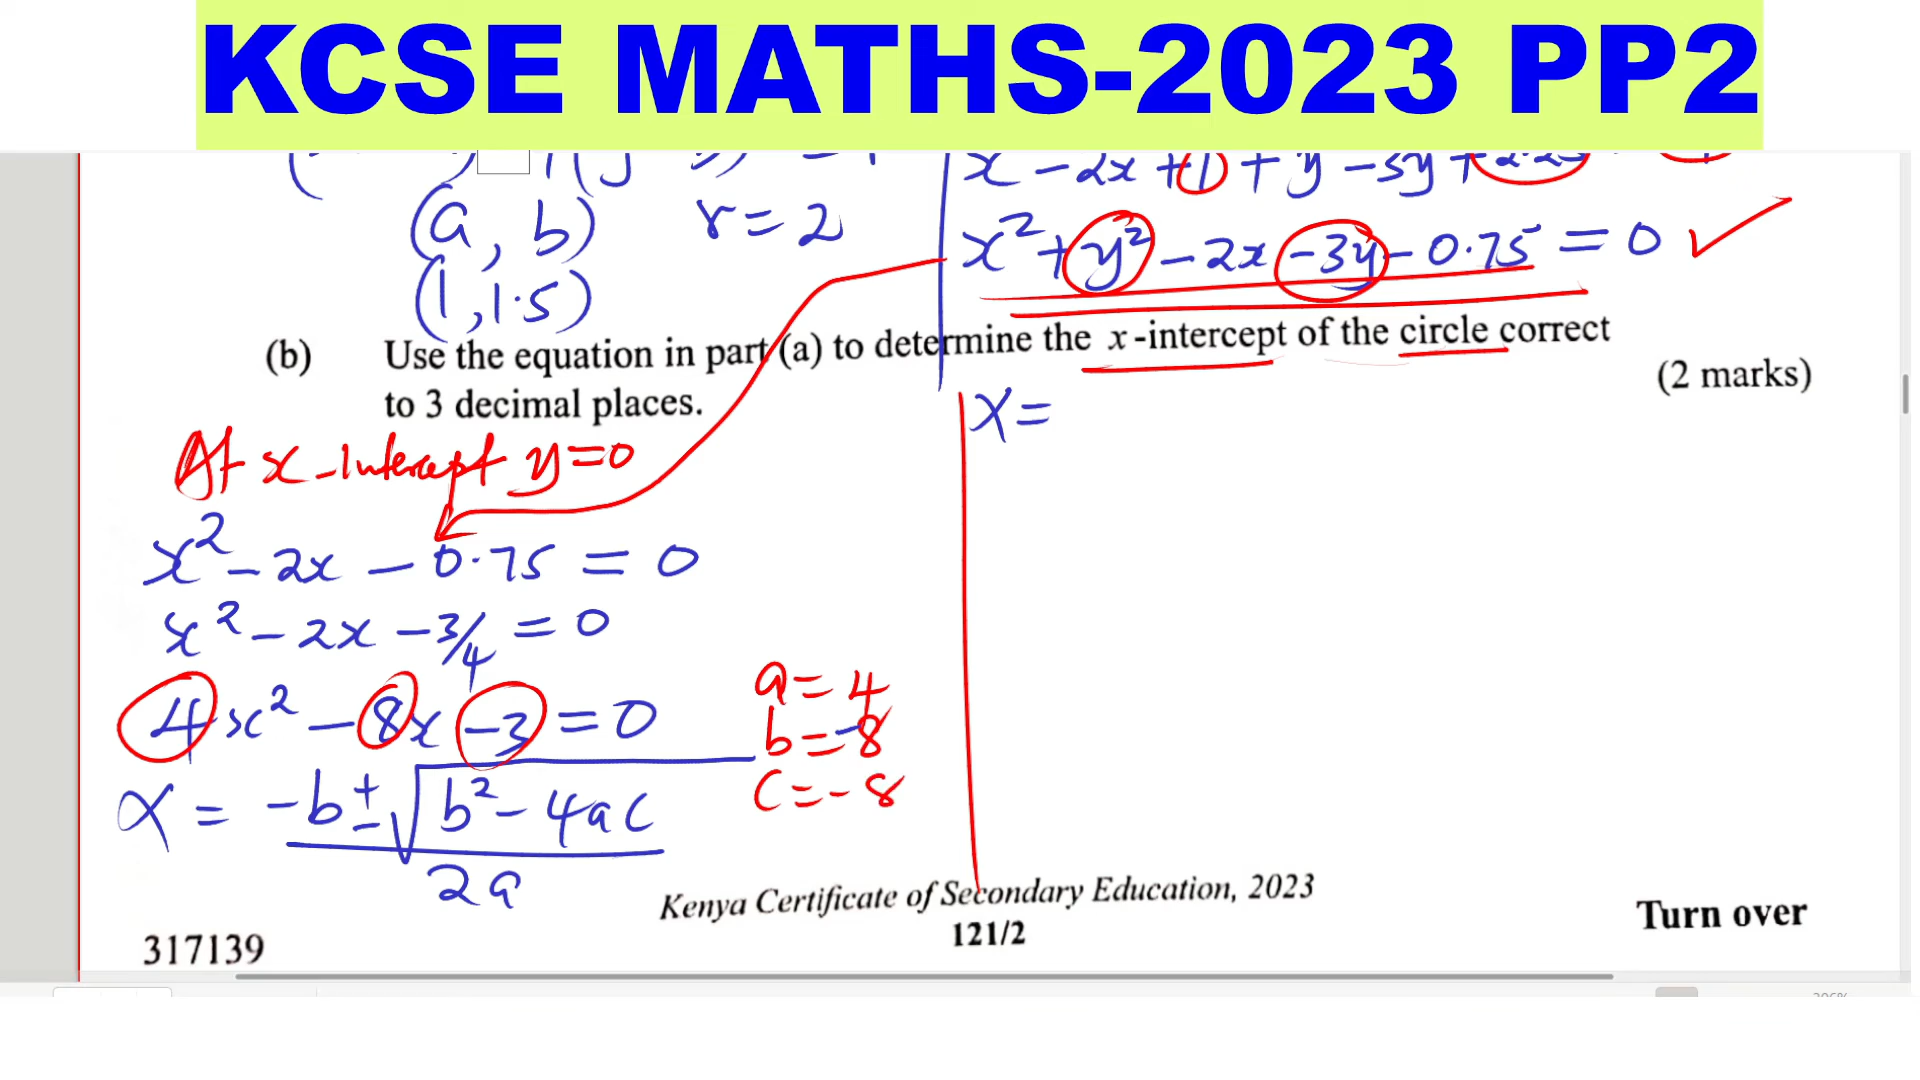 KCSE MATHS-2023 PP2
(a, b) r = 2
(1, 1.5)
x² + y² - 2x - 3y - 0.75 = 0
(b) Use the equation in part (a) to determine the x-intercept of the circle correct
to 3 decimal places.
(2 marks)
At x-Intercept y=0
x² - 2x - 0.75 = 0
x² - 2x - 3/4 = 0
4x² - 8x - 3 = 0
a = 4
b = -8
c = - 8
x = -b ± √b² - 4ac
2a
x =
Kenya Certificate of Secondary Education, 2023
121/2
Turn over
317139